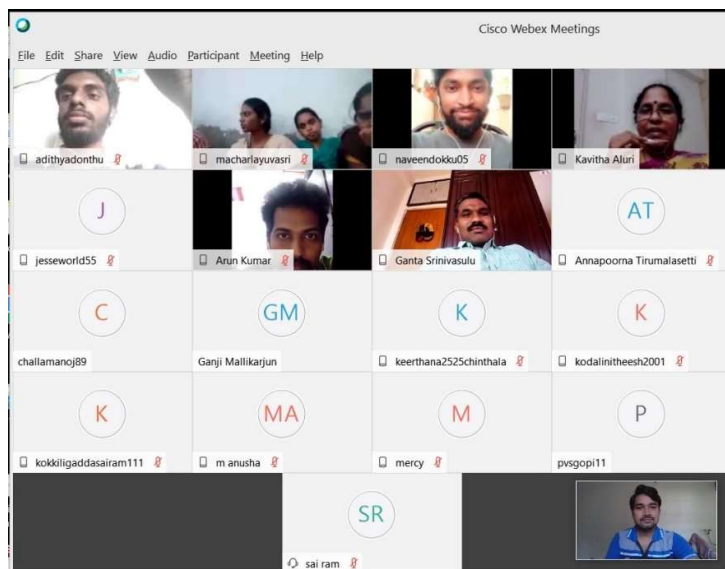 Cisco Webex Meetings
File Edit Share View Audio Participant Meeting Help
adithyadonthu
macharlayuvasri
naveendokku05
Kavitha Aluri
J
jesseworld55
Arun Kumar
Ganta Srinivasulu
AT
Annapoorna Tirumalasetti
C
challamanoj89
GM
Ganji Mallikarjun
K
keerthana2525chinthala
K
kodalinitheesh2001
K
kokkiligaddasairam111
MA
m anusha
M
mercy
P
pvsgopi11
SR
sai ram